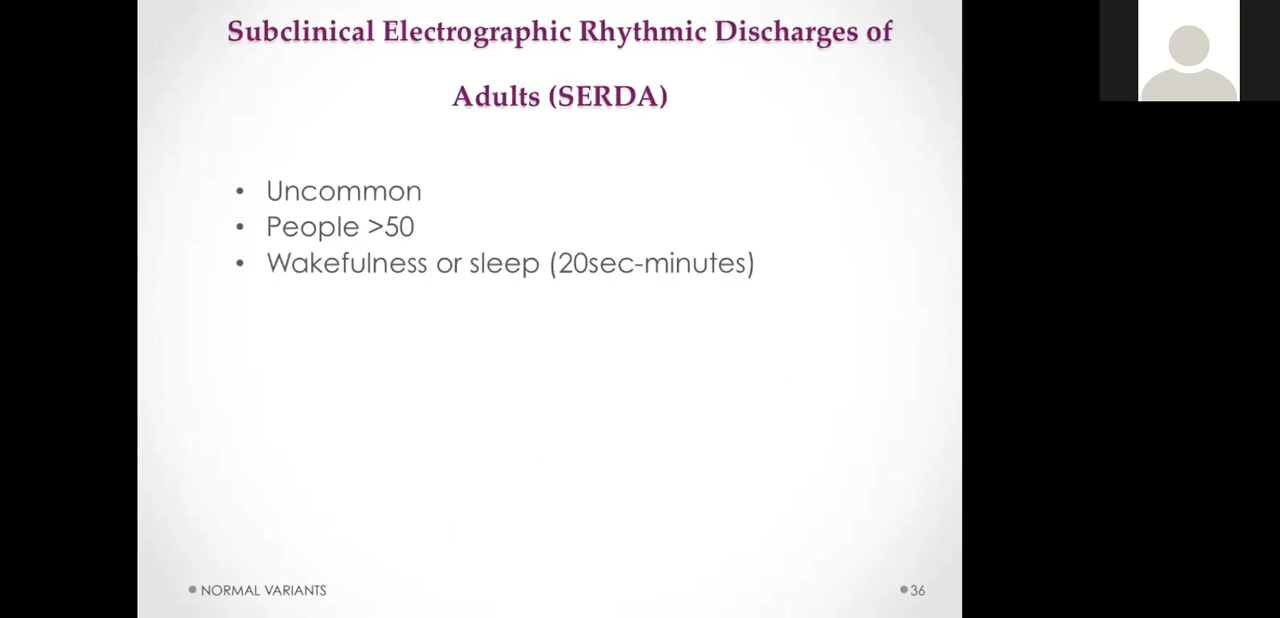 Subclinical Electrographic Rhythmic Discharges of
Adults (SERDA)
• Uncommon
• People >50
• Wakefulness or sleep (20sec-minutes)
NORMAL VARIANTS
36